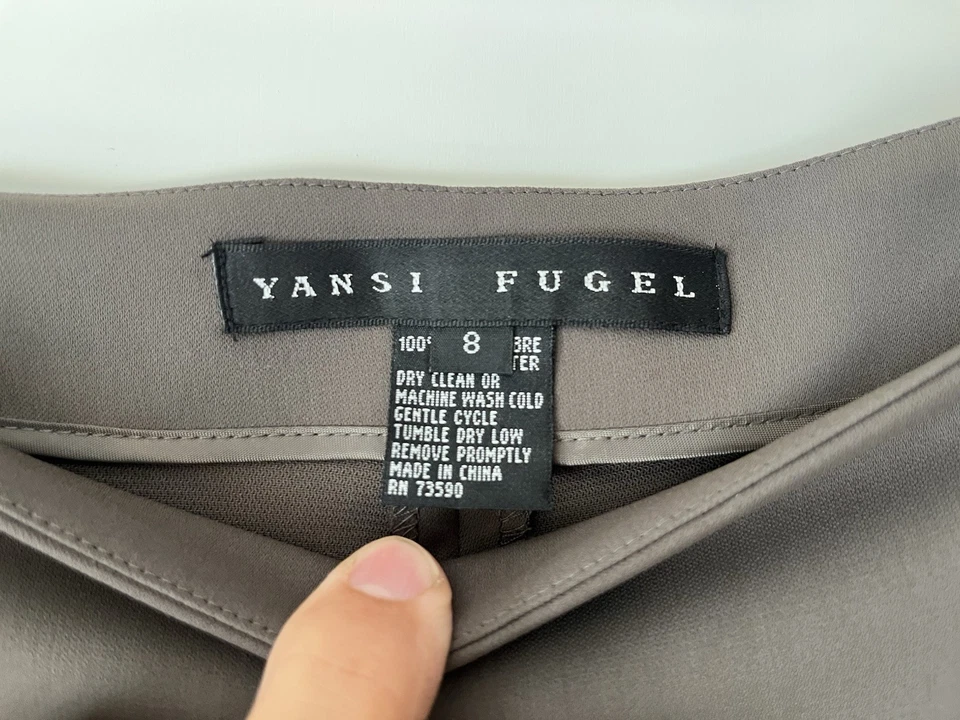 YANSI FUGEL
8
100
DRY CLEAN OR
MACHINE WASH COLD
GENTLE CYCLE
TUMBLE DRY LOW
REMOVE PROMPTLY
MADE IN CHINA
RN 73590